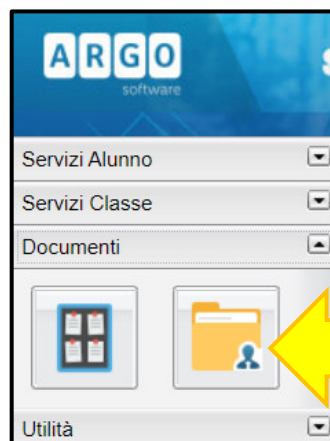 ARGO
software
Servizi Alunno
Servizi Classe
Documenti
Utilità